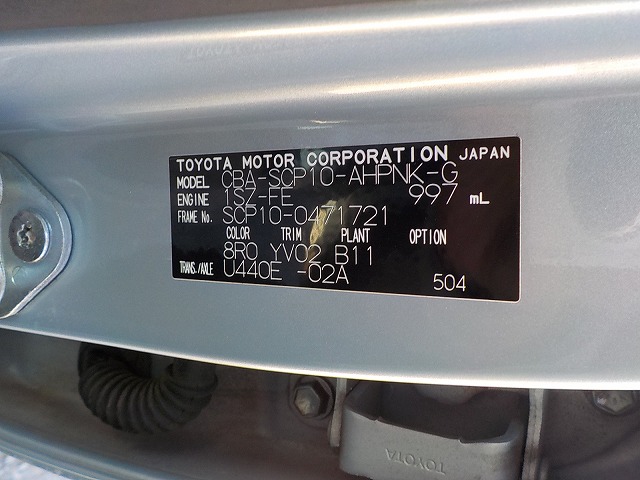 TOYOTA MOTOR CORPORATION JAPAN
MODEL CBA-SCP10-AHPNK-G
ENGINE 1SZ-FE 997 mL
FRAME No. SCP10-0471721
COLOR TRIM PLANT OPTION
8R0 YV02 B11
TRANS./AXLE U440E -02A
504
TOYOTA